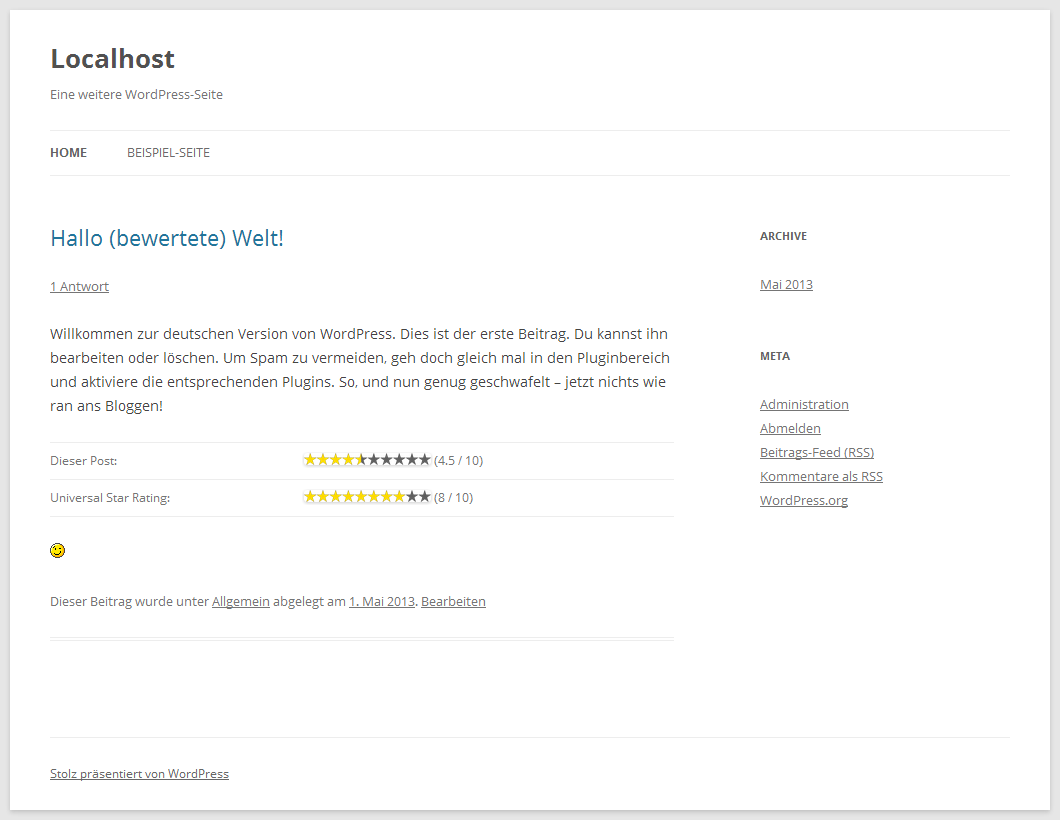 Localhost
Eine weitere WordPress-Seite
HOME BEISPIEL-SEITE
Hallo (bewertete) Welt!
1 Antwort
Willkommen zur deutschen Version von WordPress. Dies ist der erste Beitrag. Du kannst ihn
bearbeiten oder löschen. Um Spam zu vermeiden, geh doch gleich mal in den Pluginbereich
und aktiviere die entsprechenden Plugins. So, und nun genug geschwafelt – jetzt nichts wie
ran ans Bloggen!
Dieser Post: (4.5 / 10)
Universal Star Rating: (8 / 10)
Dieser Beitrag wurde unter Allgemein abgelegt am 1. Mai 2013. Bearbeiten
ARCHIVE
Mai 2013
META
Administration
Abmelden
Beitrags-Feed (RSS)
Kommentare als RSS
WordPress.org
Stolz präsentiert von WordPress